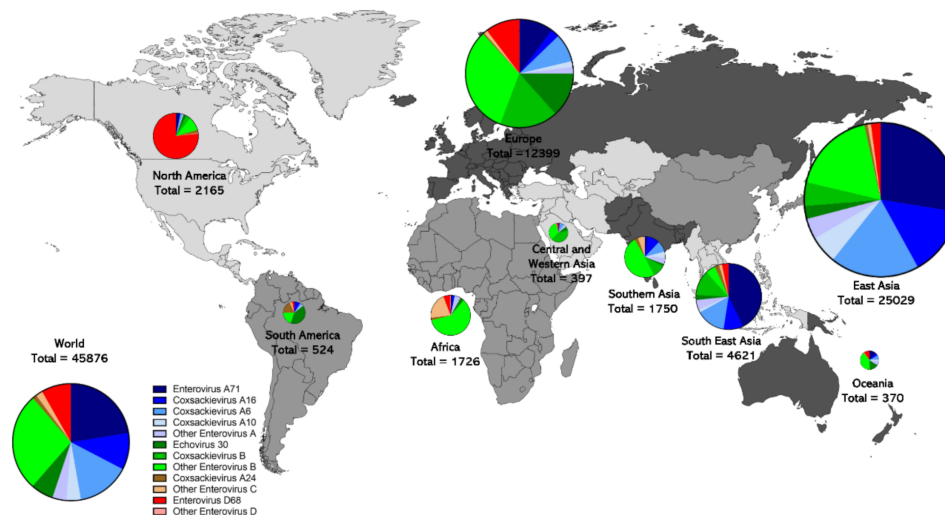 Europe
Total =12399
North America
Total = 2165
Central and
Western Asia
Total = 397
Southern Asia
Total = 1750
East Asia
Total = 25029
South America
Total = 524
Africa
Total = 1726
South East Asia
Total = 4621
Oceania
Total = 370
World
Total = 45876
Enterovirus A71
Coxsackievirus A16
Coxsackievirus A6
Coxsackievirus A10
Other Enterovirus A
Echovirus 30
Coxsackievirus B
Other Enterovirus B
Coxsackievirus A24
Other Enterovirus C
Enterovirus D68
Other Enterovirus D